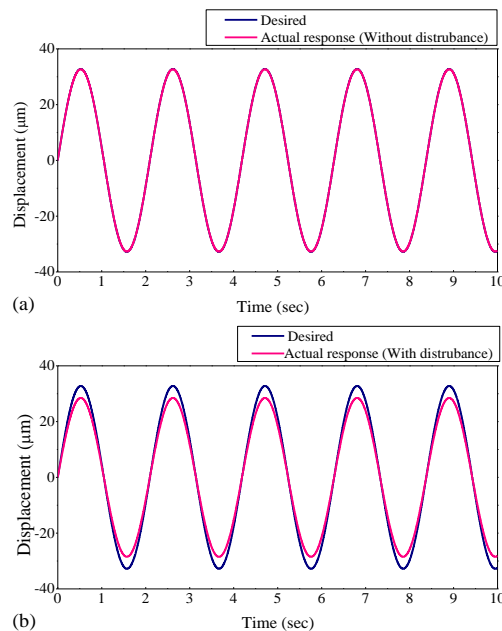 Desired
Actual response (Without distrubance)
40
20
0
-20
-40
Displacement (μm)
0 1 2 3 4 5 6 7 8 9 10
(a)
Time (sec)
Desired
Actual response (With distrubance)
40
20
0
-20
-40
Displacement (μm)
0 1 2 3 4 5 6 7 8 9 10
(b)
Time (sec)